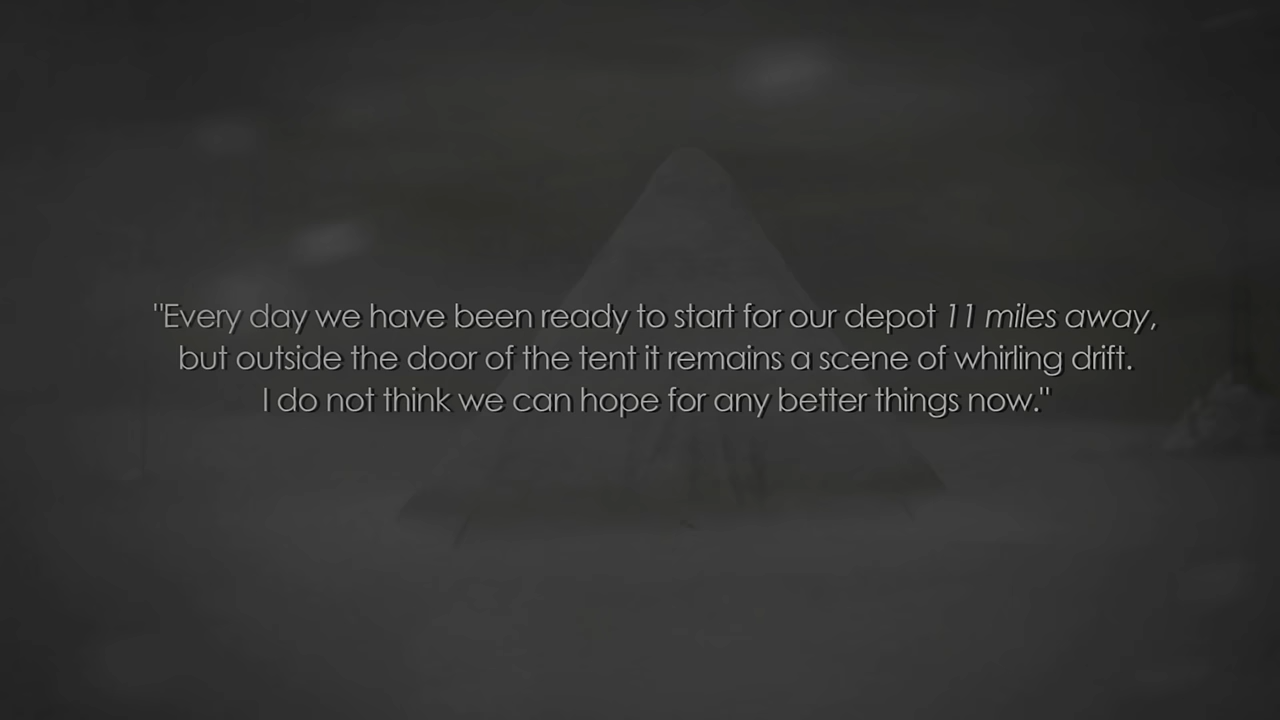 "Every day we have been ready to start for our depot 11 miles away,
but outside the door of the tent it remains a scene of whirling drift.
I do not think we can hope for any better things now."